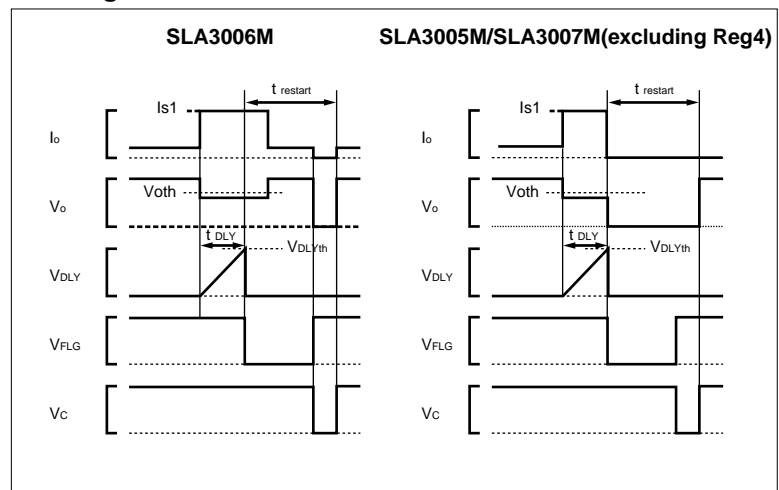 SLA3006M
t restart
Is1
Io
Voth
Vo
t DLY
VDLYth
VDLY
VFLG
VC
SLA3005M/SLA3007M(excluding Reg4)
t restart
Is1
Io
Voth
Vo
t DLY
VDLYth
VDLY
VFLG
VC